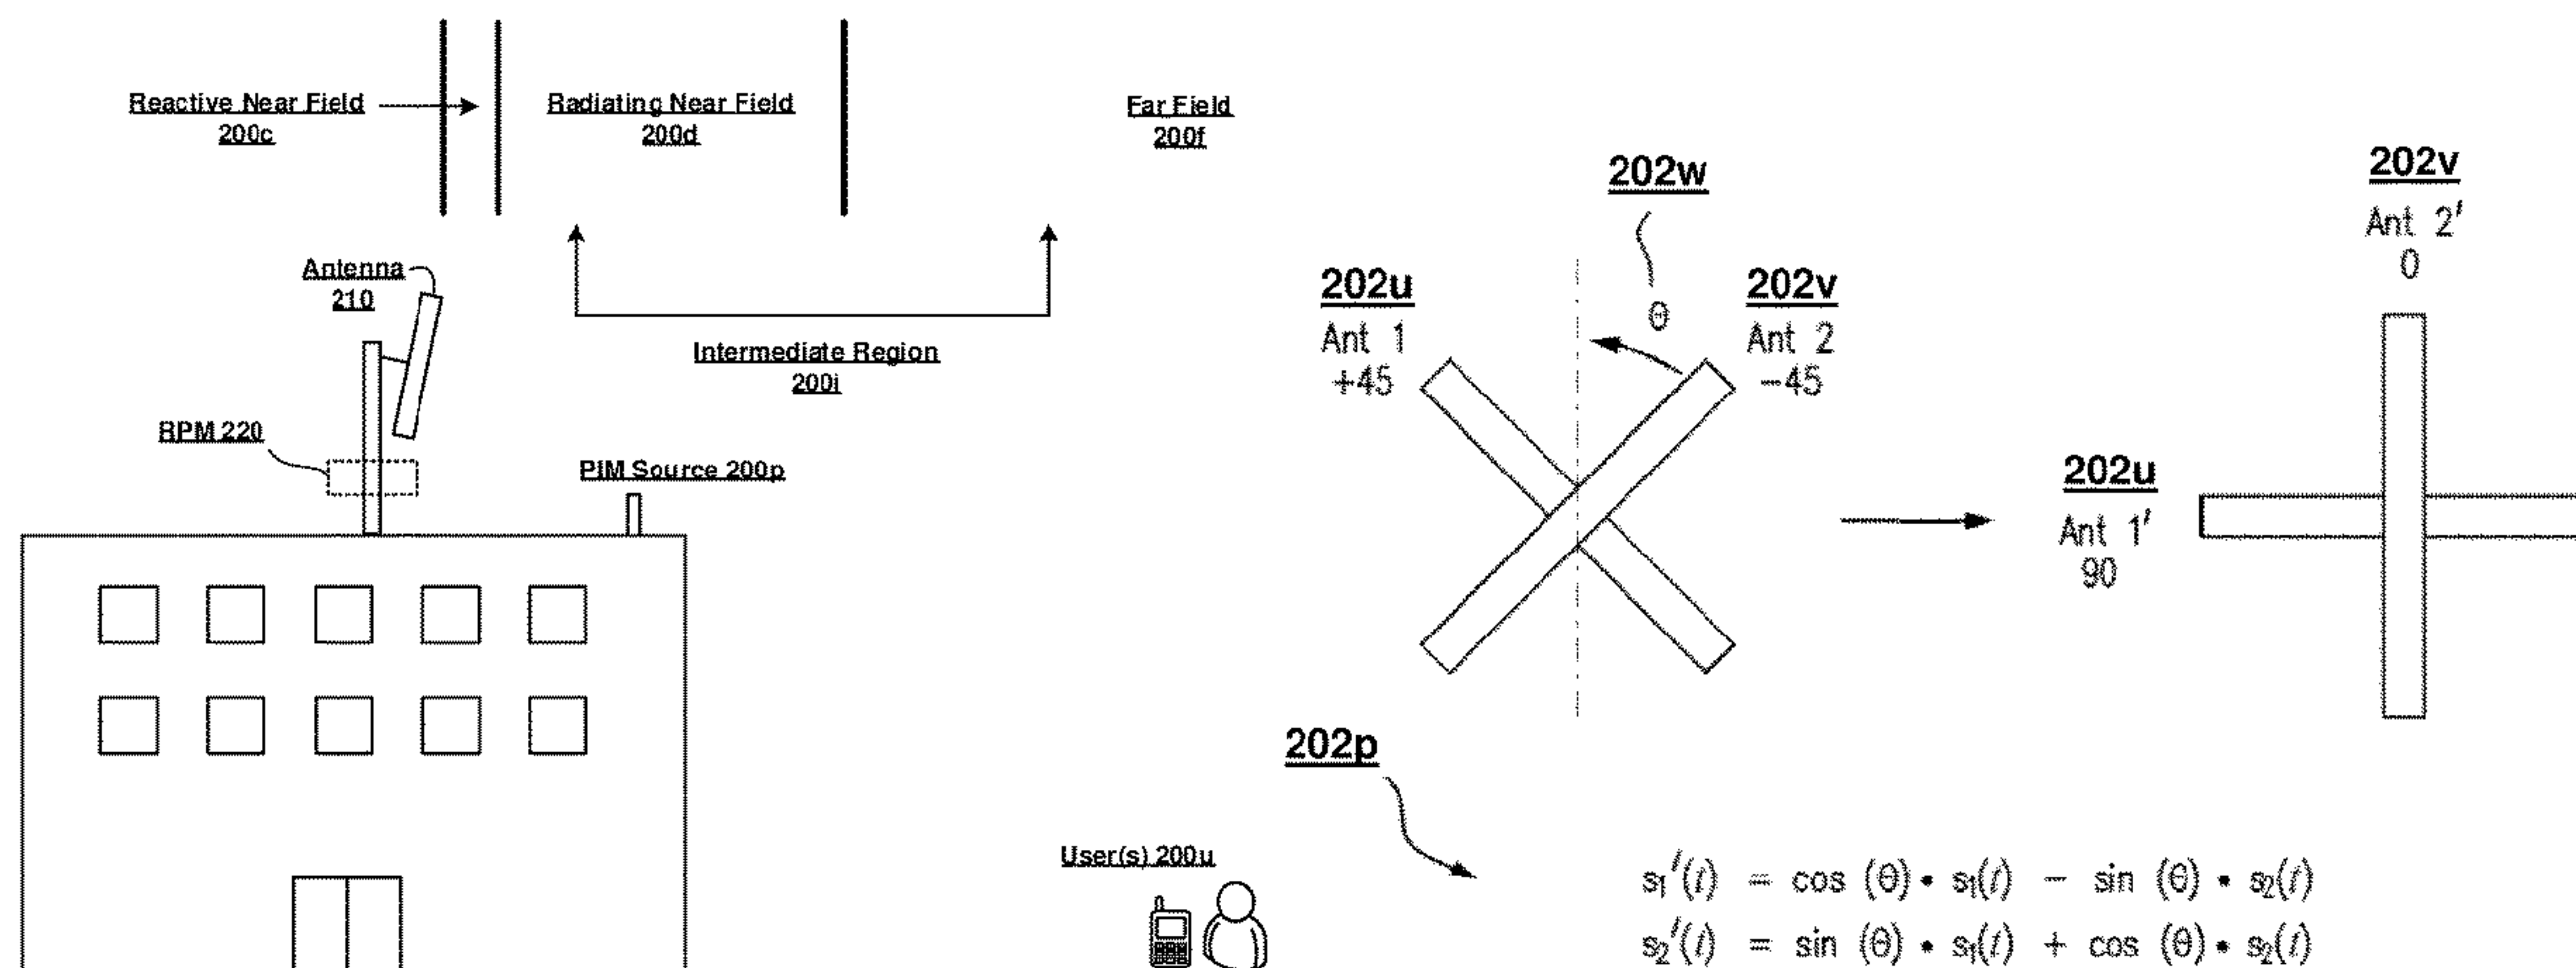 Reactive Near Field
200c
Radiating Near Field
200d
Far Field
200f
Antenna
210
Intermediate Region
200i
RPM 220
PIM Source 200p
User(s) 200u
202w
θ
202u
Ant 1
+45
202v
Ant 2
-45
202v
Ant 2'
0
202u
Ant 1'
90
202p
s₁'(t) = cos (θ) • s₁(t) − sin (θ) • s₂(t)
s₂'(t) = sin (θ) • s₁(t) + cos (θ) • s₂(t)